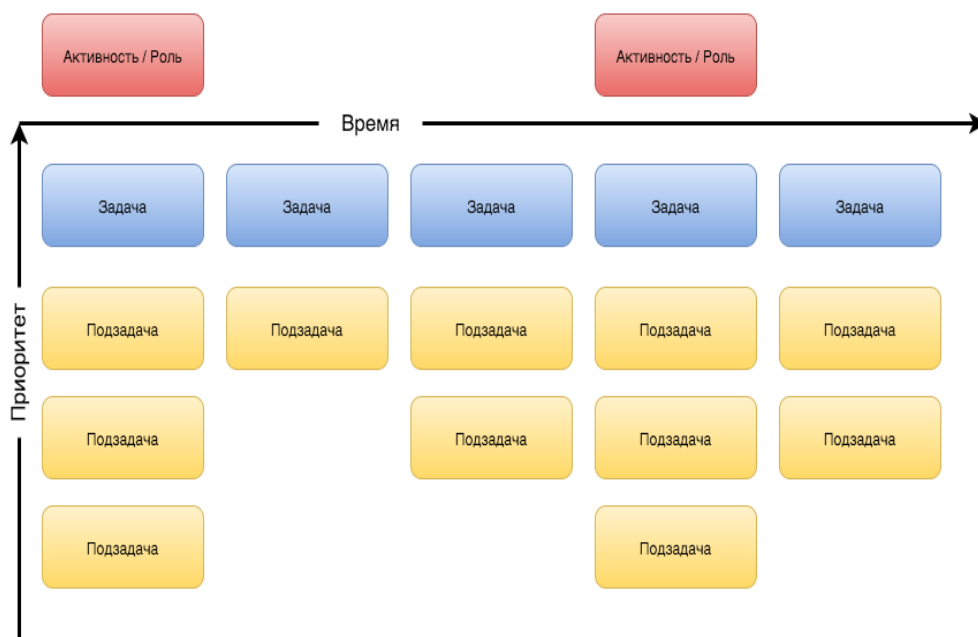 Активность / Роль
Активность / Роль
Время
Задача
Задача
Задача
Задача
Задача
Приоритет
Подзадача
Подзадача
Подзадача
Подзадача
Подзадача
Подзадача
Подзадача
Подзадача
Подзадача
Подзадача
Подзадача